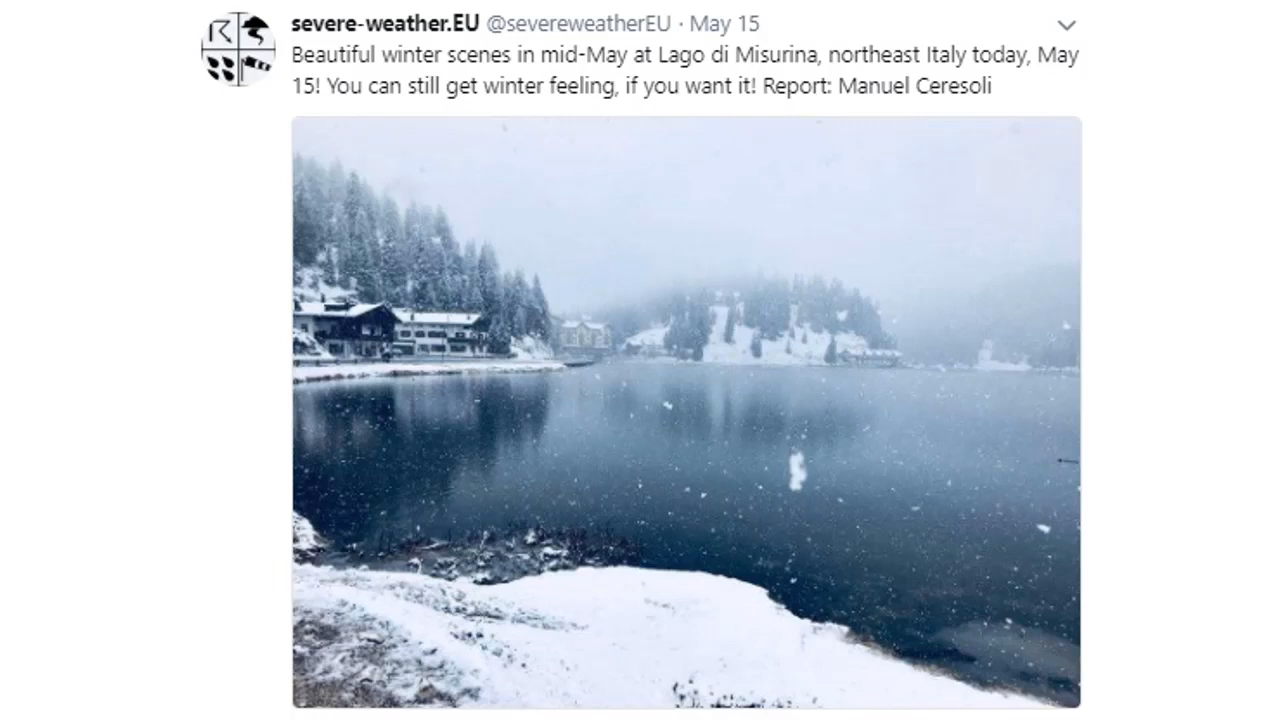 severe-weather.EU @severeweatherEU · May 15
Beautiful winter scenes in mid-May at Lago di Misurina, northeast Italy today, May
15! You can still get winter feeling, if you want it! Report: Manuel Ceresoli